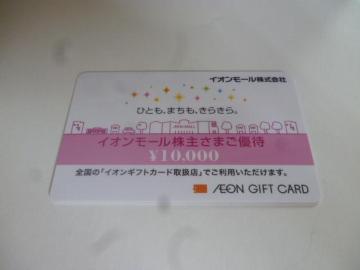 イオンモール株式会社
ひとも、まちも、きらきら。
イオンモール株主さまご優待
¥10,000
全国の「イオンギフトカード取扱店」でご利用いただけます。
ÆON GIFT CARD